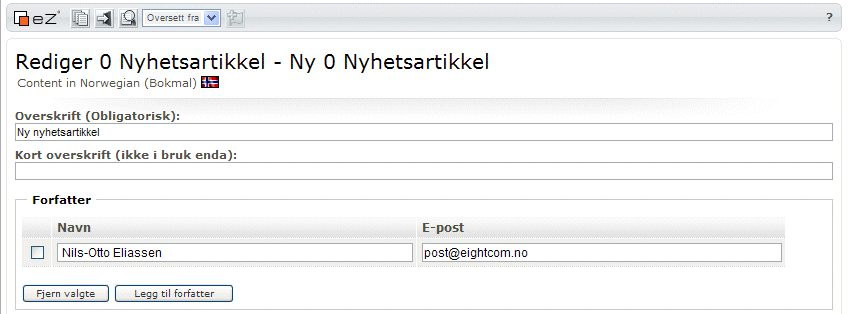 eZ Oversett fra ?
Rediger 0 Nyhetsartikkel - Ny 0 Nyhetsartikkel
Content in Norwegian (Bokmal)
Overskrift (Obligatorisk):
Ny nyhetsartikkel
Kort overskrift (ikke i bruk enda):
Forfatter
Navn E-post
Nils-Otto Eliassen post@eightcom.no
Fjern valgte Legg til forfatter